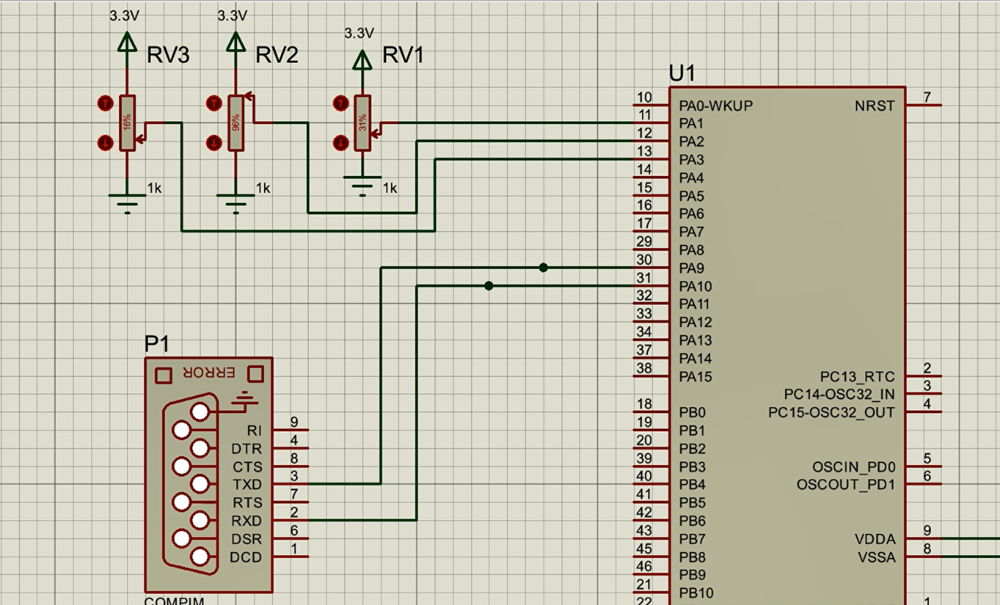 3.3V
3.3V
3.3V
RV3
RV2
RV1
16%
96%
31%
1k
1k
1k
U1
10 PA0-WKUP
11 PA1
12 PA2
13 PA3
14 PA4
15 PA5
16 PA6
17 PA7
29 PA8
30 PA9
31 PA10
32 PA11
33 PA12
34 PA13
37 PA14
38 PA15
18 PB0
19 PB1
20 PB2
39 PB3
40 PB4
41 PB5
42 PB6
43 PB7
45 PB8
46 PB9
21 PB10
22
NRST 7
PC13_RTC 2
PC14-OSC32_IN 3
PC15-OSC32_OUT 4
OSCIN_PD0 5
OSCOUT_PD1 6
VDDA 9
VSSA 8
1
P1
ERROR
RI 9
DTR 4
CTS 8
TXD 3
RTS 7
RXD 2
DSR 6
DCD 1
COMPIM